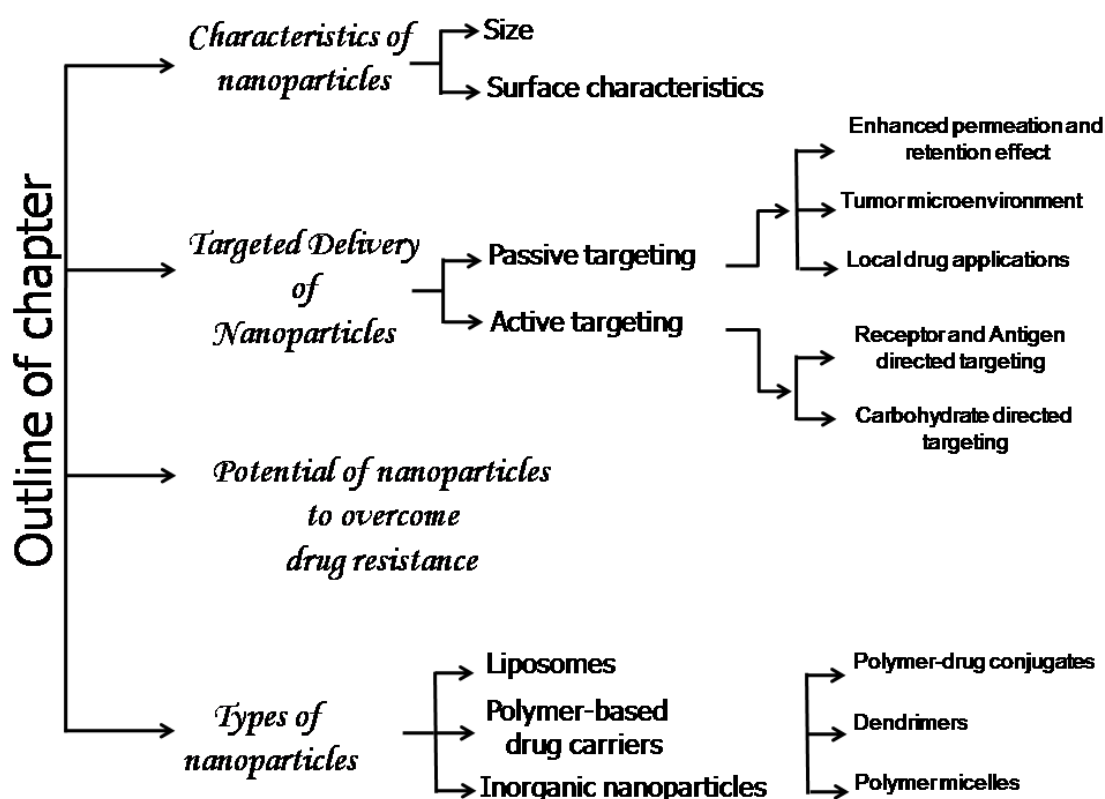 Outline of chapter
Characteristics of
nanoparticles
Size
Surface characteristics
Targeted Delivery
of
Nanoparticles
Passive targeting
Enhanced permeation and
retention effect
Tumor microenvironment
Local drug applications
Active targeting
Receptor and Antigen
directed targeting
Carbohydrate directed
targeting
Potential of nanoparticles
to overcome
drug resistance
Types of
nanoparticles
Liposomes
Polymer-based
drug carriers
Inorganic nanoparticles
Polymer-drug conjugates
Dendrimers
Polymer micelles